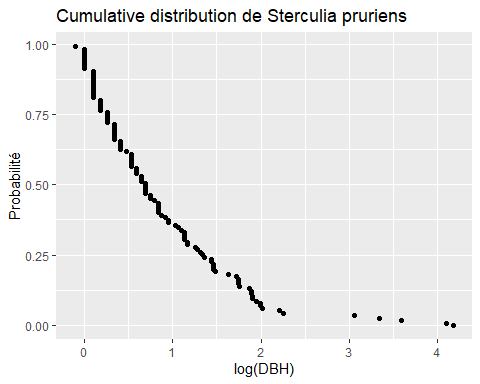 Cumulative distribution de Sterculia pruriens
Probabilité
1.00
0.75
0.50
0.25
0.00
0 1 2 3 4
log(DBH)